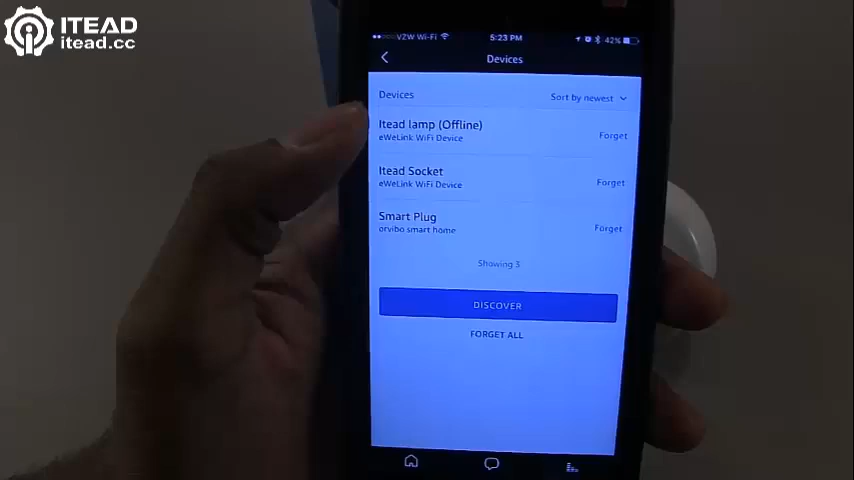 ITEAD
itead.cc
VZW Wi-Fi
5:23 PM
42%
Devices
Devices
Sort by newest
Itead lamp (Offline)
eWeLink WiFi Device
Forget
Itead Socket
eWeLink WiFi Device
Forget
Smart Plug
orvibo smart home
Forget
Showing 3
DISCOVER
FORGET ALL